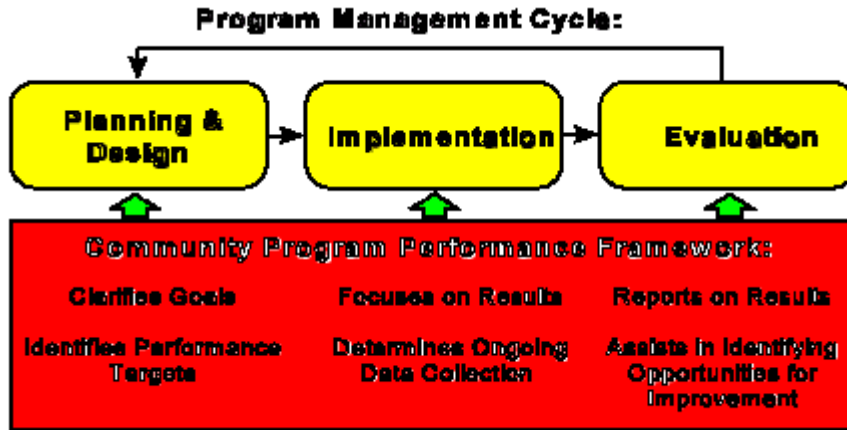 Program Management Cycle:
Planning &
Design
Implementation
Evaluation
Community Program Performance Framework:
Clarifies Goals
Focuses on Results
Reports on Results
Identifies Performance
Targets
Determines Ongoing
Data Collection
Assists in Identifying
Opportunities for
Improvement